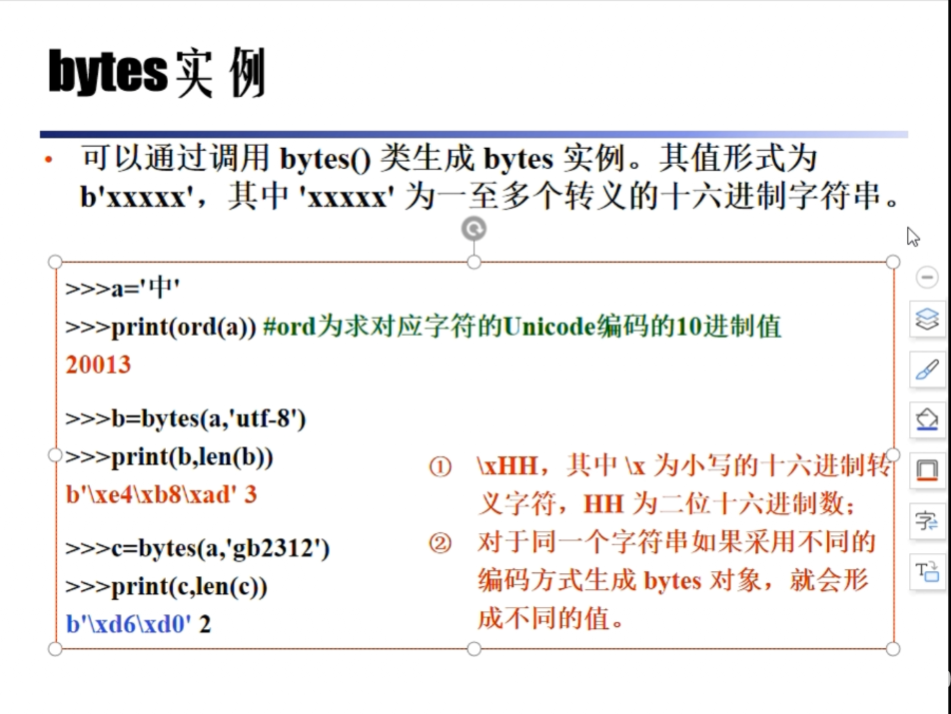 bytes实例
• 可以通过调用 bytes() 类生成 bytes 实例。其值形式为
b'xxxxx'，其中 'xxxxx' 为一至多个转义的十六进制字符串。
>>>a='中'
>>>print(ord(a)) #ord为求对应字符的Unicode编码的10进制值
20013
>>>b=bytes(a,'utf-8')
>>>print(b,len(b))
b'\xe4\xb8\xad' 3
>>>c=bytes(a,'gb2312')
>>>print(c,len(c))
b'\xd6\xd0' 2
① \xHH，其中 \x 为小写的十六进制转
义字符，HH 为二位十六进制数；
② 对于同一个字符串如果采用不同的
编码方式生成 bytes 对象，就会形
成不同的值。
字
T